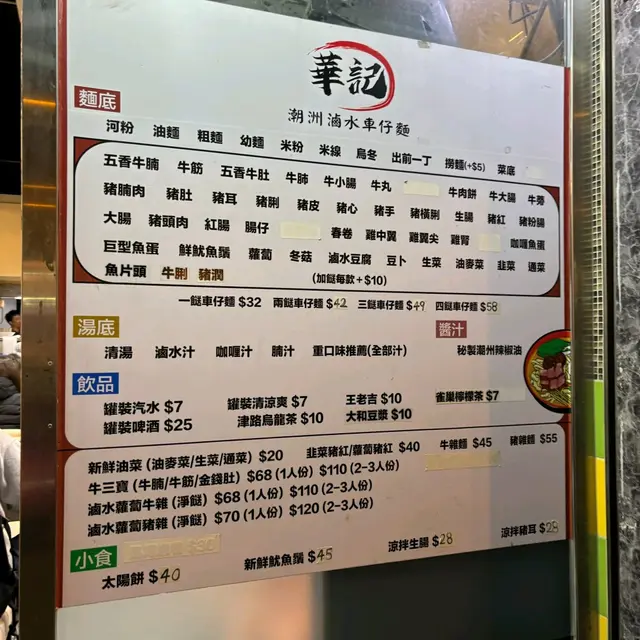 華記
潮洲滷水車仔麵
麵底
河粉 油麵 粗麵 幼麵 米粉 米線 烏冬 出前一丁 撈麵(+$5) 菜底
五香牛腩 牛筋 五香牛肚 牛肺 牛小腸 牛丸 牛肉餅 牛大腸 牛膀
豬腩肉 豬肚 豬耳 豬脷 豬皮 豬心 豬手 豬橫脷 生腸 豬紅 豬粉腸
大腸 豬頭肉 紅腸 腸仔 春卷 雞中翼 雞翼尖 雞腎 咖喱魚蛋
巨型魚蛋 鮮魷魚鬚 蘿蔔 冬菇 滷水豆腐 豆卜 生菜 油麥菜 韭菜 通菜
魚片頭 牛脷 豬潤 (加餸每款+$10)
一餸車仔麵 $32 兩餸車仔麵 $42 三餸車仔麵 $49 四餸車仔麵 $58
湯底 醬汁
清湯 滷水汁 咖喱汁 腩汁 重口味推薦(全部汁) 秘製潮州辣椒油
飲品
罐裝汽水 $7 罐裝清涼爽 $7 王老吉 $10 雀巢檸檬茶 $7
罐裝啤酒 $25 津路烏龍茶 $10 大和豆漿 $10
新鮮油菜 (油麥菜/生菜/通菜) $20 韭菜豬紅/蘿蔔豬紅 $40 牛雜麵 $45 豬雜麵 $55
牛三寶 (牛腩/牛筋/金錢肚) $68 (1人份) $110 (2-3人份)
滷水蘿蔔牛雜 (淨餸) $68 (1人份) $110 (2-3人份)
滷水蘿蔔豬雜 (淨餸) $70 (1人份) $120 (2-3人份)
小食
太陽餅 $40 新鮮魷魚鬚 $45 涼拌生腸 $28 涼拌豬耳 $28